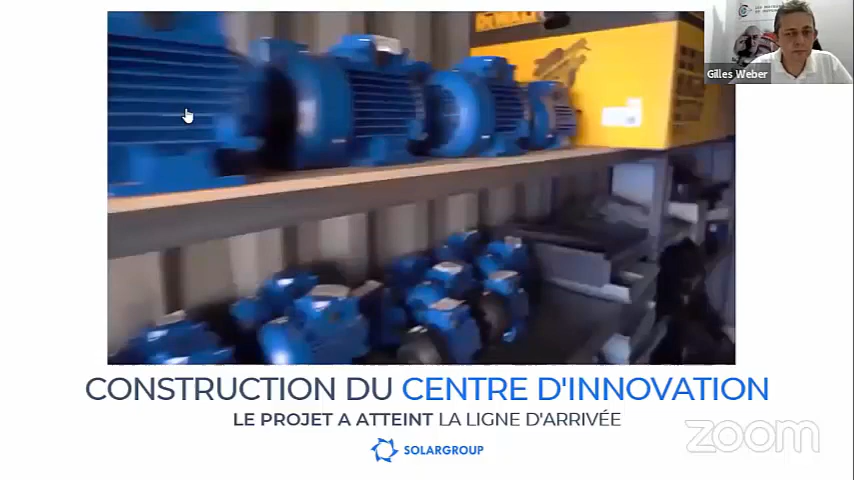 DEWALT
Gilles Weber
CONSTRUCTION DU CENTRE D'INNOVATION
LE PROJET A ATTEINT LA LIGNE D'ARRIVÉE
SOLARGROUP
zoom